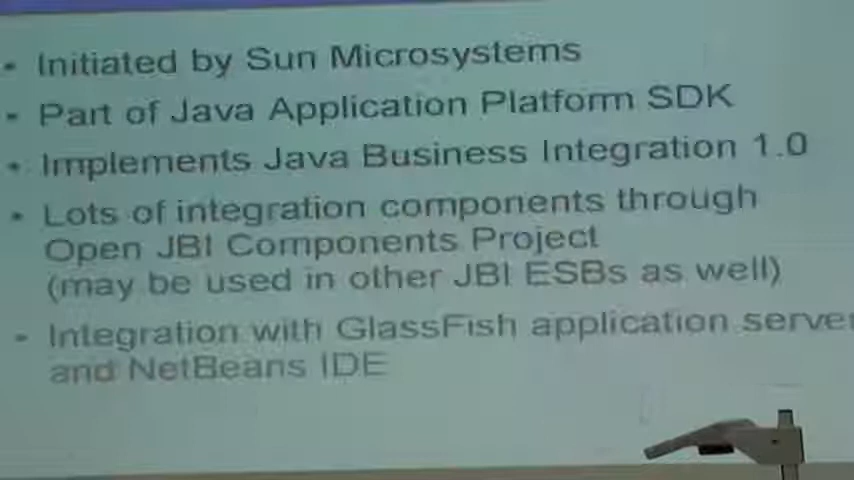 • Initiated by Sun Microsystems
• Part of Java Application Platform SDK
• Implements Java Business Integration 1.0
• Lots of integration components through
Open JBI Components Project
(may be used in other JBI ESBs as well)
• Integration with GlassFish application server
and NetBeans IDE